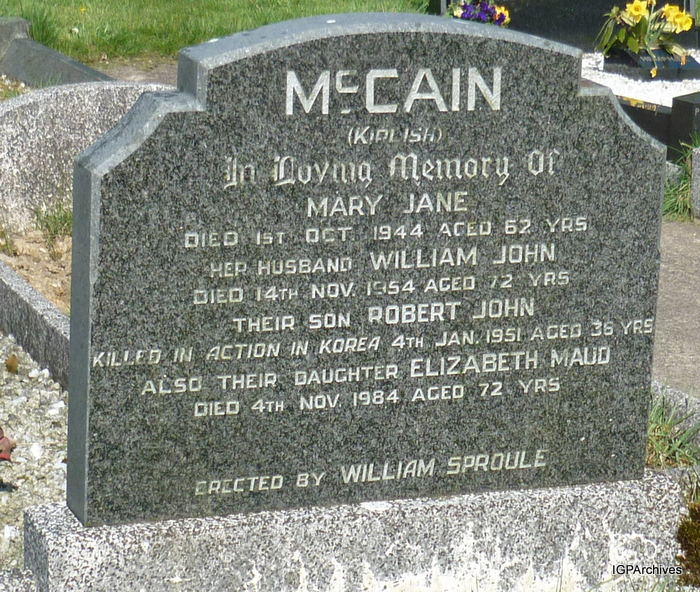 McCAIN
(KIRLISH)
In Loving Memory Of
MARY JANE
DIED 1ST OCT. 1944 AGED 62 YRS
HER HUSBAND WILLIAM JOHN
DIED 14TH NOV. 1954 AGED 72 YRS
THEIR SON ROBERT JOHN
KILLED IN ACTION IN KOREA 4TH JAN. 1951 AGED 36 YRS
ALSO THEIR DAUGHTER ELIZABETH MAUD
DIED 4TH NOV. 1984 AGED 72 YRS
ERECTED BY WILLIAM SPROULE
IGPArchives